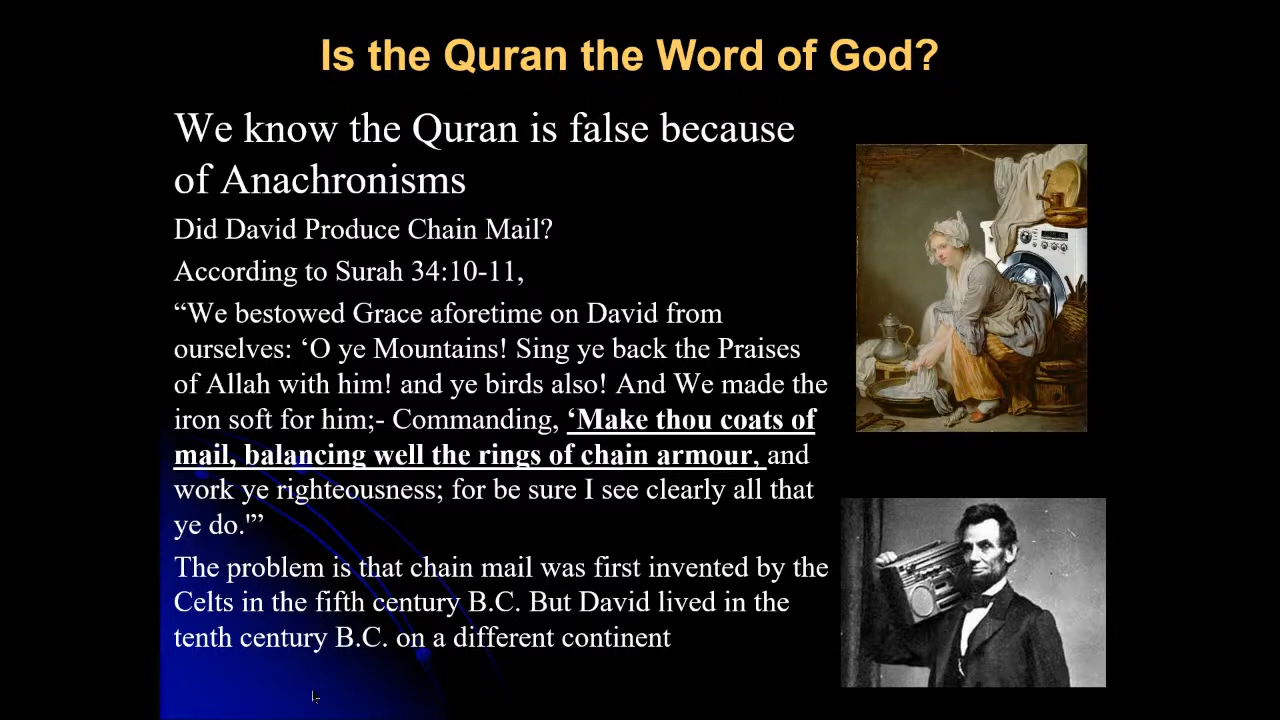 Is the Quran the Word of God?
We know the Quran is false because
of Anachronisms
Did David Produce Chain Mail?
According to Surah 34:10-11,
“We bestowed Grace aforetime on David from
ourselves: ‘O ye Mountains! Sing ye back the Praises
of Allah with him! and ye birds also! And We made the
iron soft for him;- Commanding, ‘Make thou coats of
mail, balancing well the rings of chain armour, and
work ye righteousness; for be sure I see clearly all that
ye do.'”
The problem is that chain mail was first invented by the
Celts in the fifth century B.C. But David lived in the
tenth century B.C. on a different continent